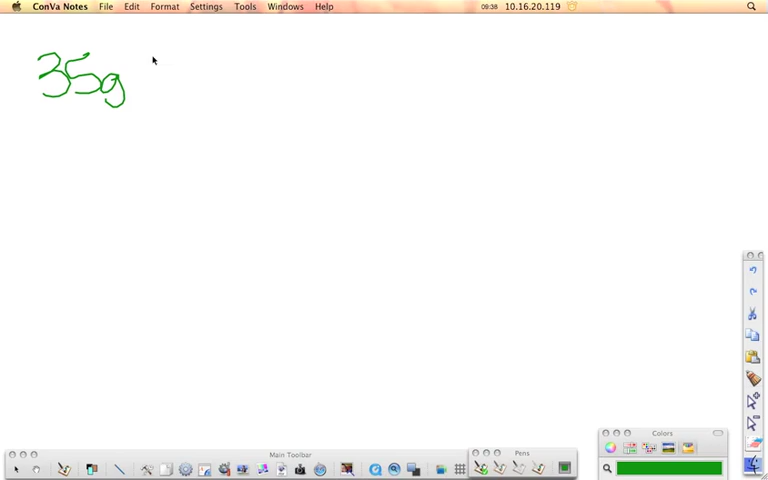 ConVa Notes File Edit Format Settings Tools Windows Help 09:38 10.16.20.119
35g
Colors
Main Toolbar
Pens